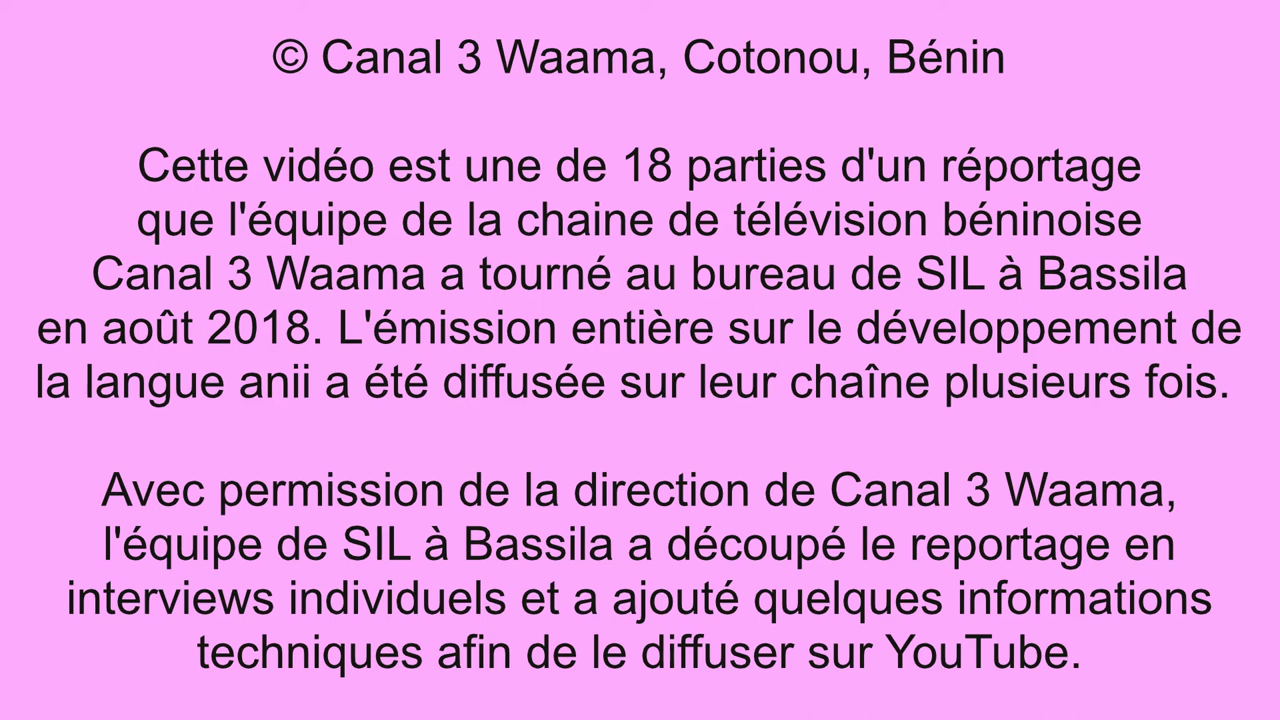 © Canal 3 Waama, Cotonou, Bénin
Cette vidéo est une de 18 parties d'un réportage
que l'équipe de la chaine de télévision béninoise
Canal 3 Waama a tourné au bureau de SIL à Bassila
en août 2018. L'émission entière sur le développement de
la langue anii a été diffusée sur leur chaîne plusieurs fois.
Avec permission de la direction de Canal 3 Waama,
l'équipe de SIL à Bassila a découpé le reportage en
interviews individuels et a ajouté quelques informations
techniques afin de le diffuser sur YouTube.